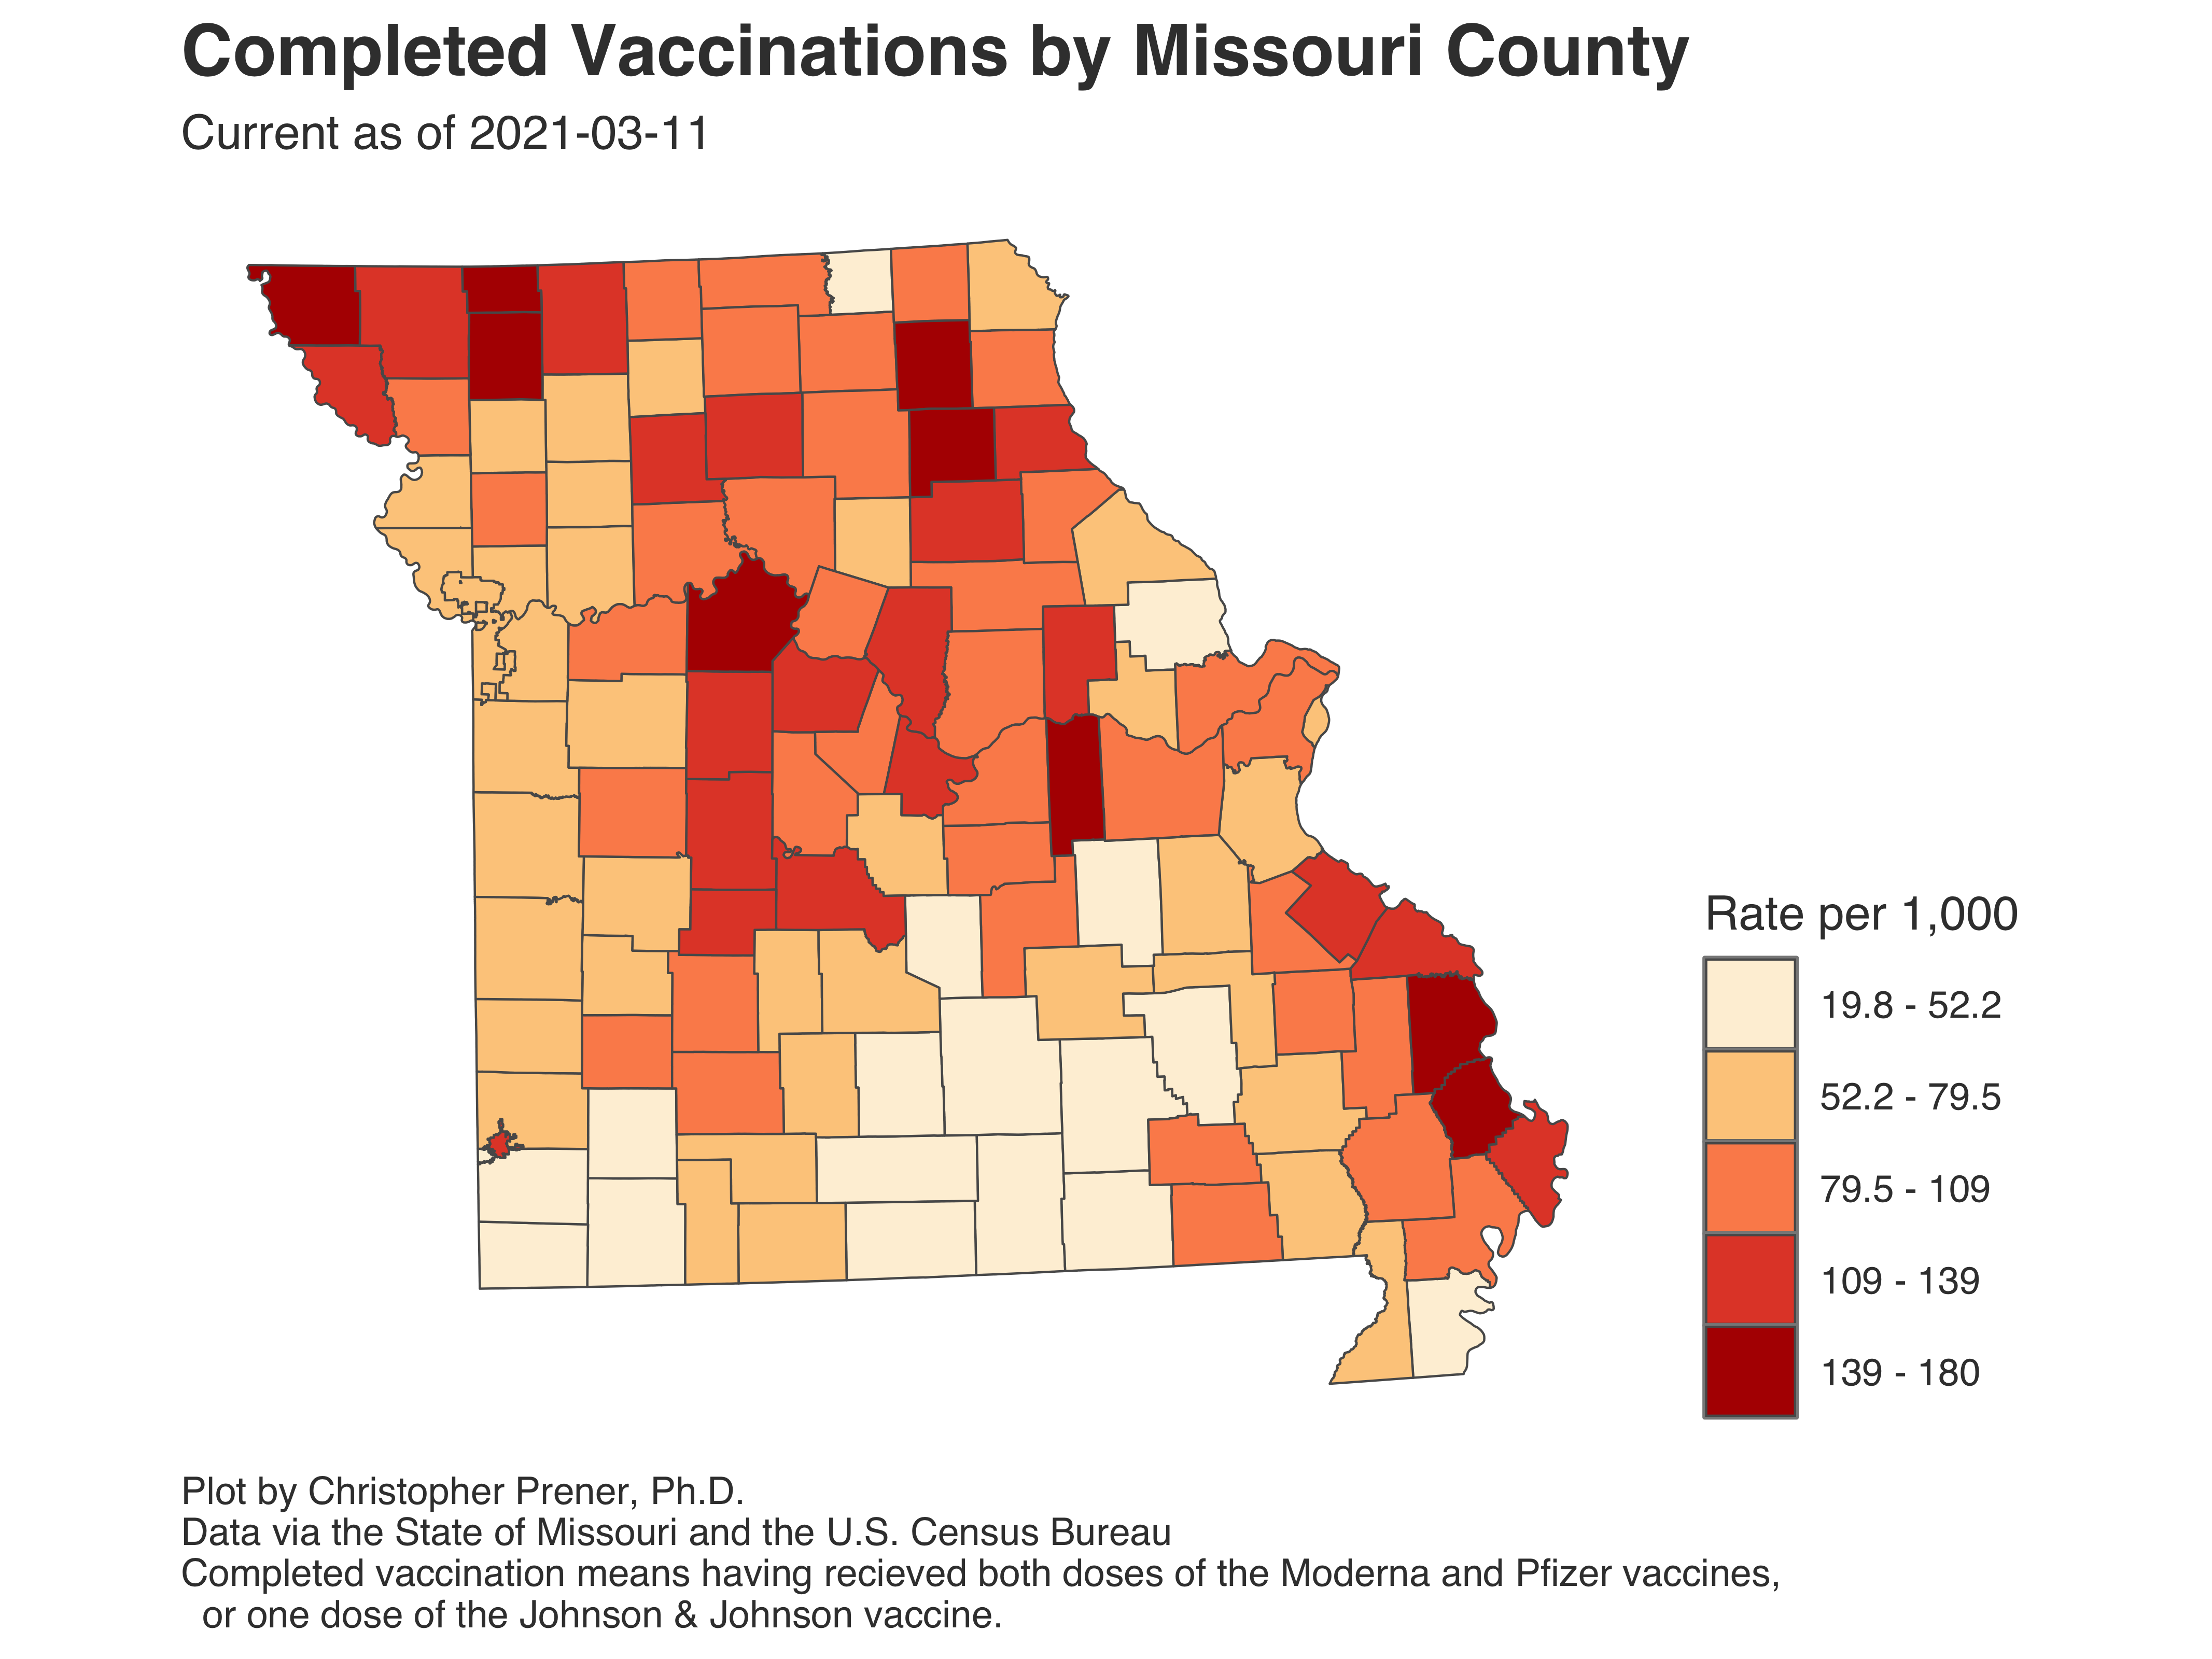 Completed Vaccinations by Missouri County
Current as of 2021-03-11
Rate per 1,000
19.8 - 52.2
52.2 - 79.5
79.5 - 109
109 - 139
139 - 180
Plot by Christopher Prener, Ph.D.
Data via the State of Missouri and the U.S. Census Bureau
Completed vaccination means having recieved both doses of the Moderna and Pfizer vaccines,
or one dose of the Johnson & Johnson vaccine.